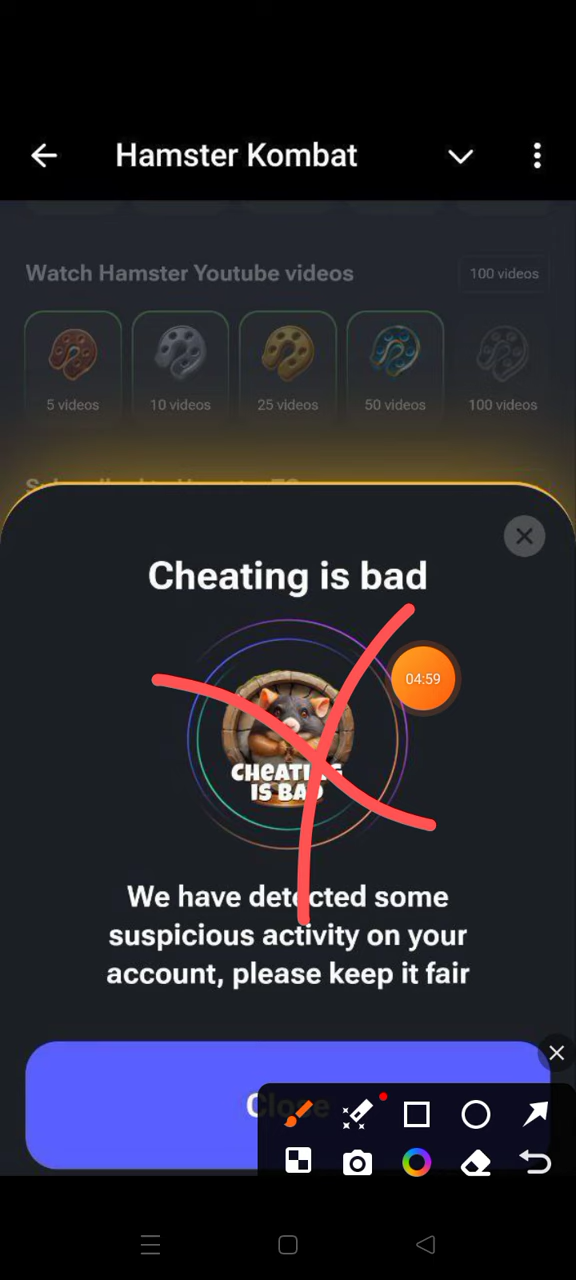 Hamster Kombat
Watch Hamster Youtube videos
100 videos
5 videos
10 videos
25 videos
50 videos
100 videos
Cheating is bad
04:59
CHEATING
IS BAD
We have detected some
suspicious activity on your
account, please keep it fair
Close